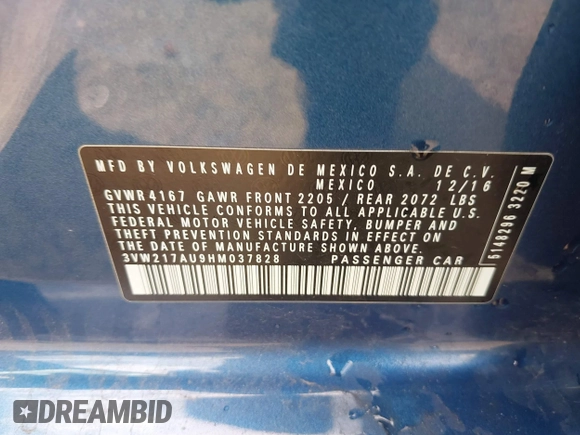 MFD BY VOLKSWAGEN DE MEXICO S.A. DE C.V.
MEXICO 12/16
GVWR 4167 GAWR FRONT 2205 / REAR 2072 LBS
THIS VEHICLE CONFORMS TO ALL APPLICABLE U.S.
FEDERAL MOTOR VEHICLE SAFETY, BUMPER AND
THEFT PREVENTION STANDARDS IN EFFECT ON
THE DATE OF MANUFACTURE SHOWN ABOVE.
3VW217AU9HM037828 PASSENGER CAR
5148296 3220 M
DREAMBID